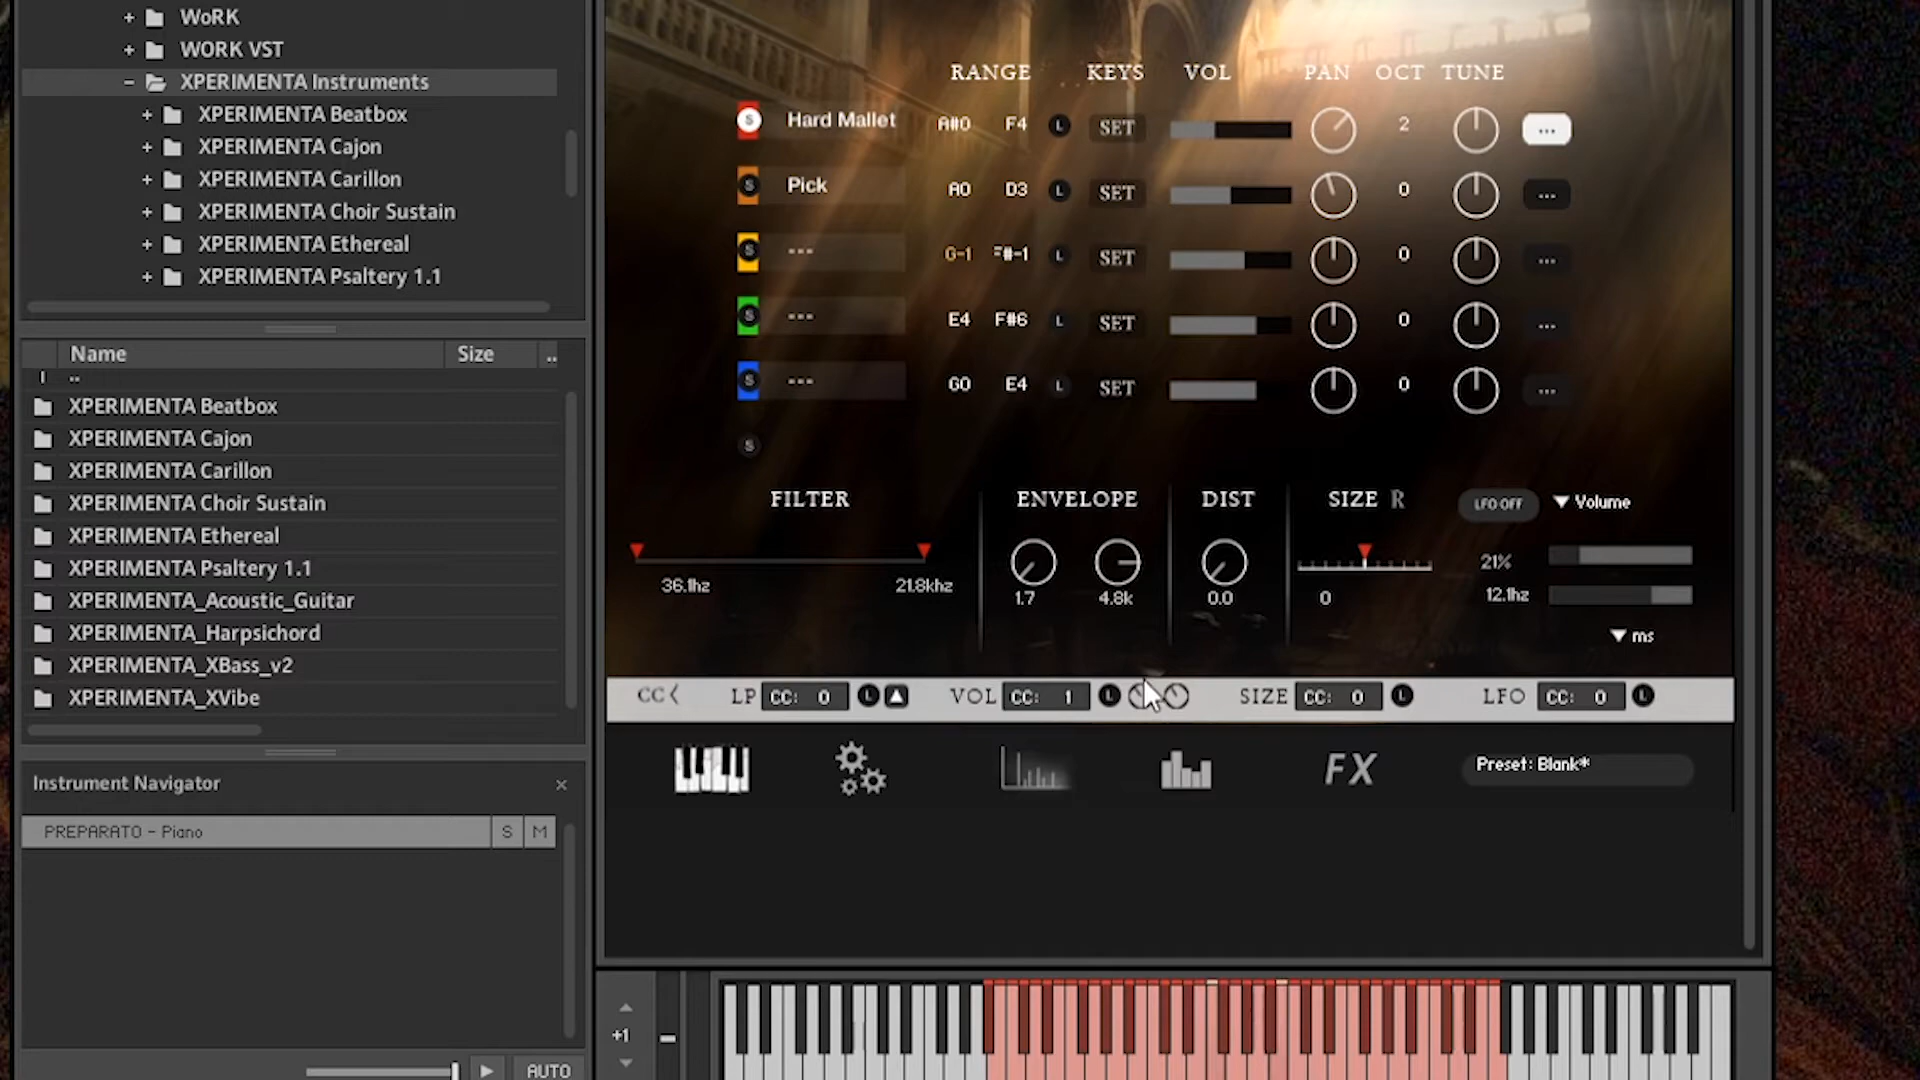 WoRK
WORK VST
XPERIMENTA Instruments
XPERIMENTA Beatbox
XPERIMENTA Cajon
XPERIMENTA Carillon
XPERIMENTA Choir Sustain
XPERIMENTA Ethereal
XPERIMENTA Psaltery 1.1
Name Size ..
..
XPERIMENTA Beatbox
XPERIMENTA Cajon
XPERIMENTA Carillon
XPERIMENTA Choir Sustain
XPERIMENTA Ethereal
XPERIMENTA Psaltery 1.1
XPERIMENTA_Acoustic_Guitar
XPERIMENTA_Harpsichord
XPERIMENTA_XBass_v2
XPERIMENTA_XVibe
Instrument Navigator ×
PREPARATO - Piano S M
AUTO
RANGE KEYS VOL PAN OCT TUNE
S Hard Mallet A#0 F4 L SET 2 ...
S Pick A0 D3 L SET 0 ...
S --- G-1 F#-1 L SET 0 ...
S --- E4 F#6 L SET 0 ...
S --- G0 E4 L SET 0 ...
S
FILTER ENVELOPE DIST SIZE R LFO OFF Volume
21%
36.1hz 21.8khz 1.7 4.8k 0.0 0 12.1hz
ms
CC LP CC: 0 L VOL CC: 1 L SIZE CC: 0 L LFO CC: 0 L
FX Preset: Blank*
+1